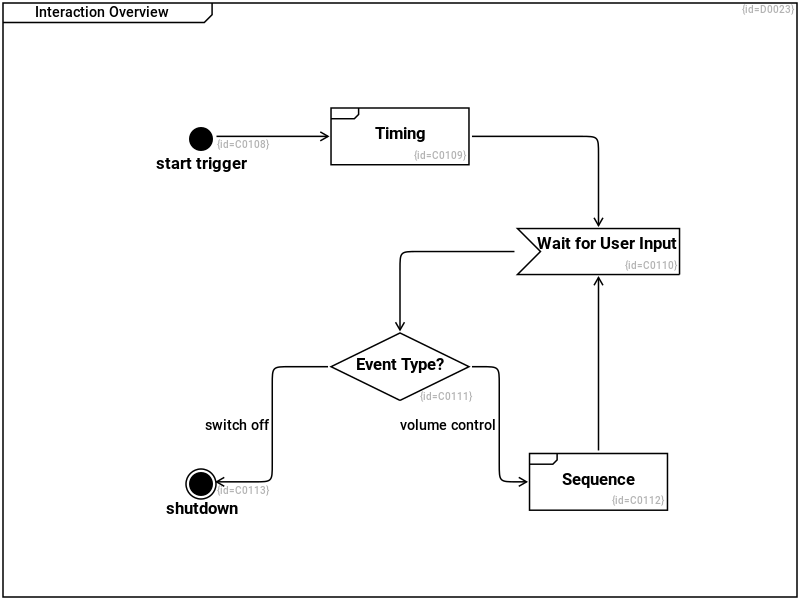 Interaction Overview
{id=D0023}
{id=C0108}
start trigger
Timing
{id=C0109}
Wait for User Input
{id=C0110}
Event Type?
{id=C0111}
switch off
volume control
{id=C0113}
shutdown
Sequence
{id=C0112}